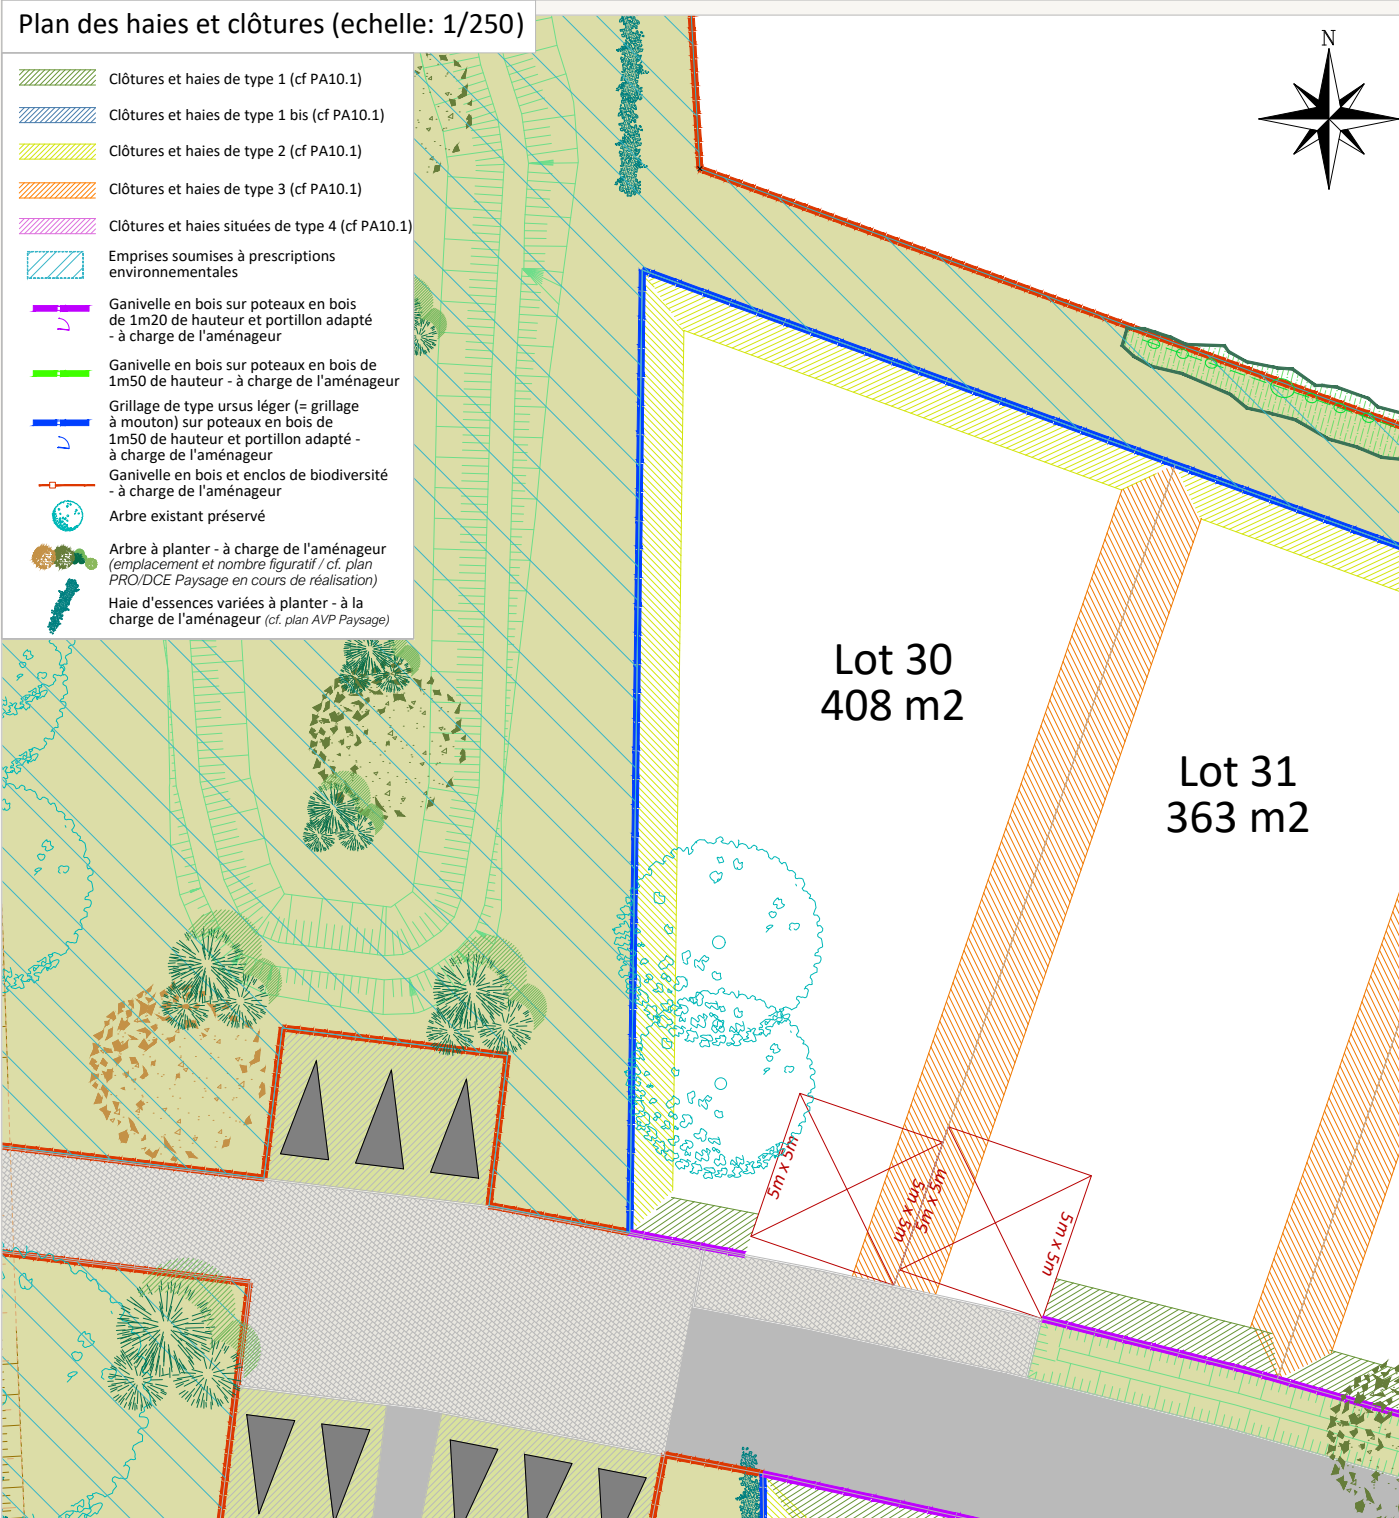 Plan des haies et clôtures (echelle: 1/250)
N
Clôtures et haies de type 1 (cf PA10.1)
Clôtures et haies de type 1 bis (cf PA10.1)
Clôtures et haies de type 2 (cf PA10.1)
Clôtures et haies de type 3 (cf PA10.1)
Clôtures et haies situées de type 4 (cf PA10.1)
Emprises soumises à prescriptions
environnementales
Ganivelle en bois sur poteaux en bois
de 1m20 de hauteur et portillon adapté
- à charge de l'aménageur
Ganivelle en bois sur poteaux en bois de
1m50 de hauteur - à charge de l'aménageur
Grillage de type ursus léger (= grillage
à mouton) sur poteaux en bois de
1m50 de hauteur et portillon adapté -
à charge de l'aménageur
Ganivelle en bois et enclos de biodiversité
- à charge de l'aménageur
Arbre existant préservé
Arbre à planter - à charge de l'aménageur
(emplacement et nombre figuratif / cf. plan
PRO/DCE Paysage en cours de réalisation)
Haie d'essences variées à planter - à la
charge de l'aménageur (cf. plan AVP Paysage)
Lot 30
408 m2
Lot 31
363 m2
5m x 5m
5m x 5m
5m x 5m
5m x 5m